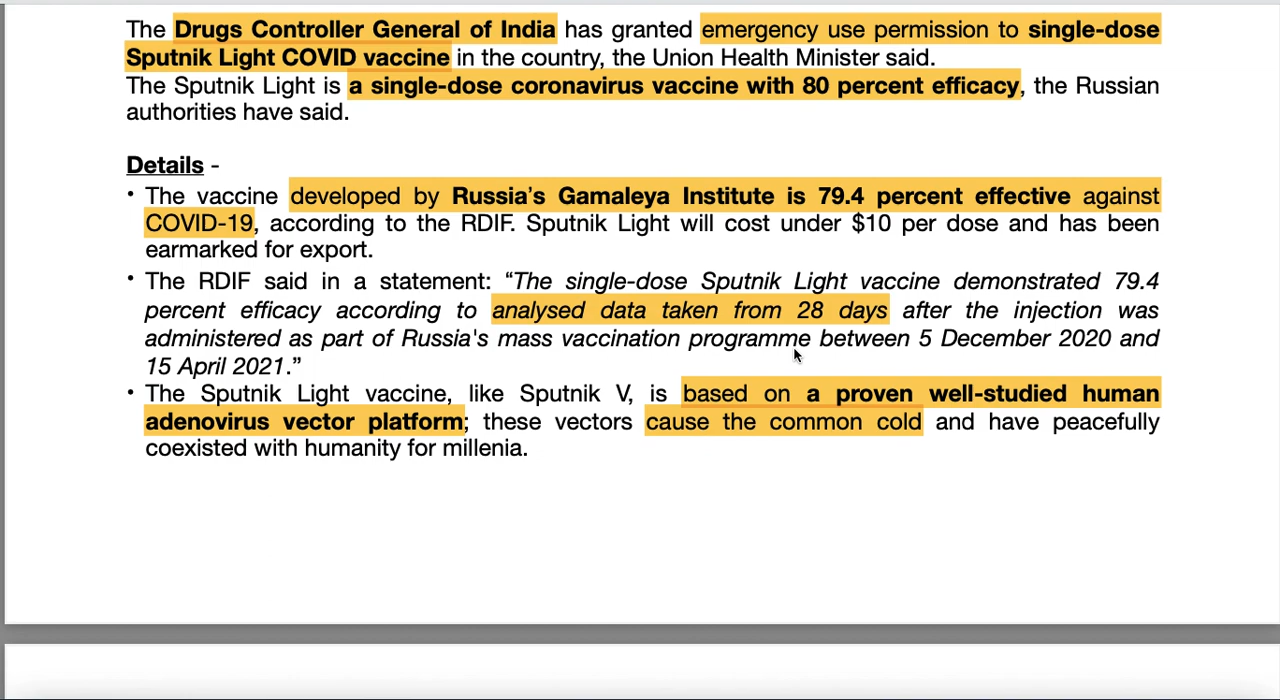 The Drugs Controller General of India has granted emergency use permission to single-dose
Sputnik Light COVID vaccine in the country, the Union Health Minister said.
The Sputnik Light is a single-dose coronavirus vaccine with 80 percent efficacy, the Russian
authorities have said.
Details -
• The vaccine developed by Russia’s Gamaleya Institute is 79.4 percent effective against
COVID-19, according to the RDIF. Sputnik Light will cost under $10 per dose and has been
earmarked for export.
• The RDIF said in a statement: “The single-dose Sputnik Light vaccine demonstrated 79.4
percent efficacy according to analysed data taken from 28 days after the injection was
administered as part of Russia's mass vaccination programme between 5 December 2020 and
15 April 2021.”
• The Sputnik Light vaccine, like Sputnik V, is based on a proven well-studied human
adenovirus vector platform; these vectors cause the common cold and have peacefully
coexisted with humanity for millenia.